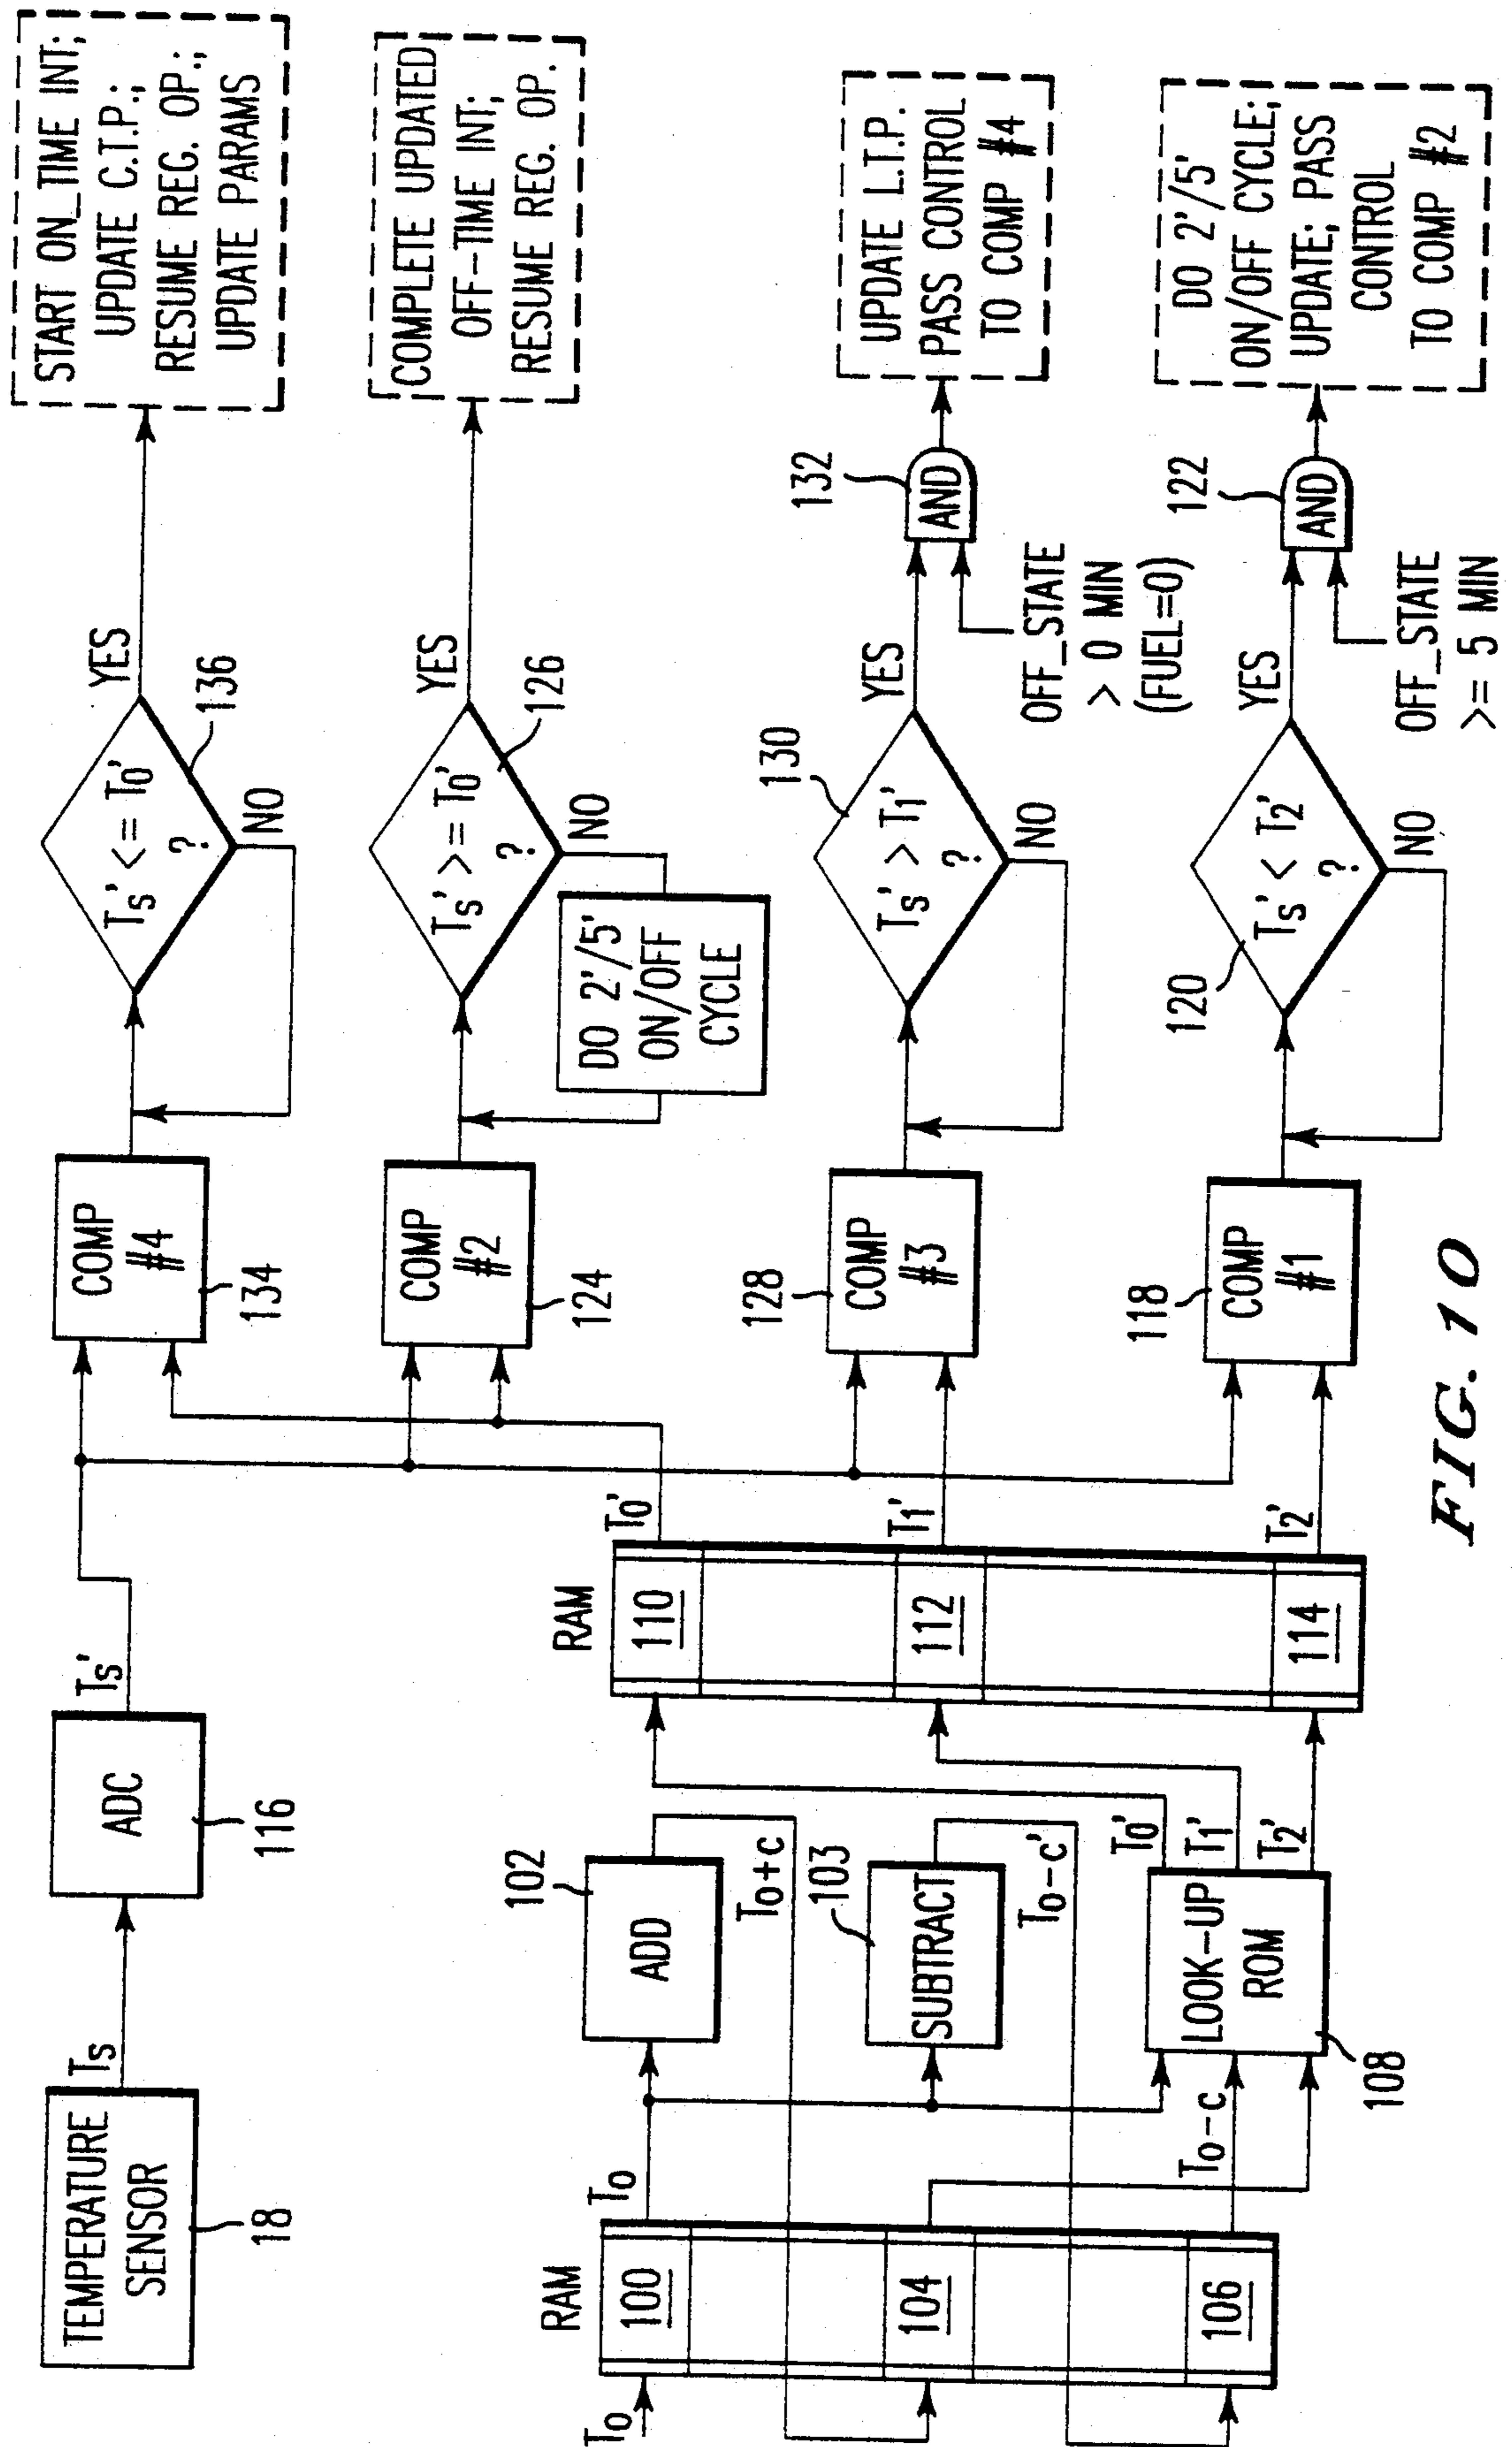 TEMPERATURE
SENSOR
18
Ts
ADC
116
Ts'
COMP
#4
134
Ts' <= To'
?
136
YES
NO
START ON_TIME INT;
UPDATE C.T.P.;
RESUME REG. OP.;
UPDATE PARAMS
COMP
#2
124
Ts' >= To'
?
126
YES
NO
DO 2'/5'
ON/OFF
CYCLE
COMPLETE UPDATED
OFF-TIME INT;
RESUME REG. OP.
To
RAM
100
104
106
To
102
ADD
To+c
103
SUBTRACT
To-c'
To-c
LOOK-UP
ROM
108
To'
T1'
T2'
RAM
110
112
114
To'
T1'
T2'
128
COMP
#3
130
Ts' > T1'
?
YES
NO
132
AND
OFF_STATE
> 0 MIN
(FUEL=0)
UPDATE L.T.P.
PASS CONTROL
TO COMP #4
118
COMP
#1
120
Ts' < T2'
?
YES
NO
122
AND
OFF_STATE
>= 5 MIN
DO 2'/5'
ON/OFF CYCLE;
UPDATE; PASS
CONTROL
TO COMP #2
FIG. 10